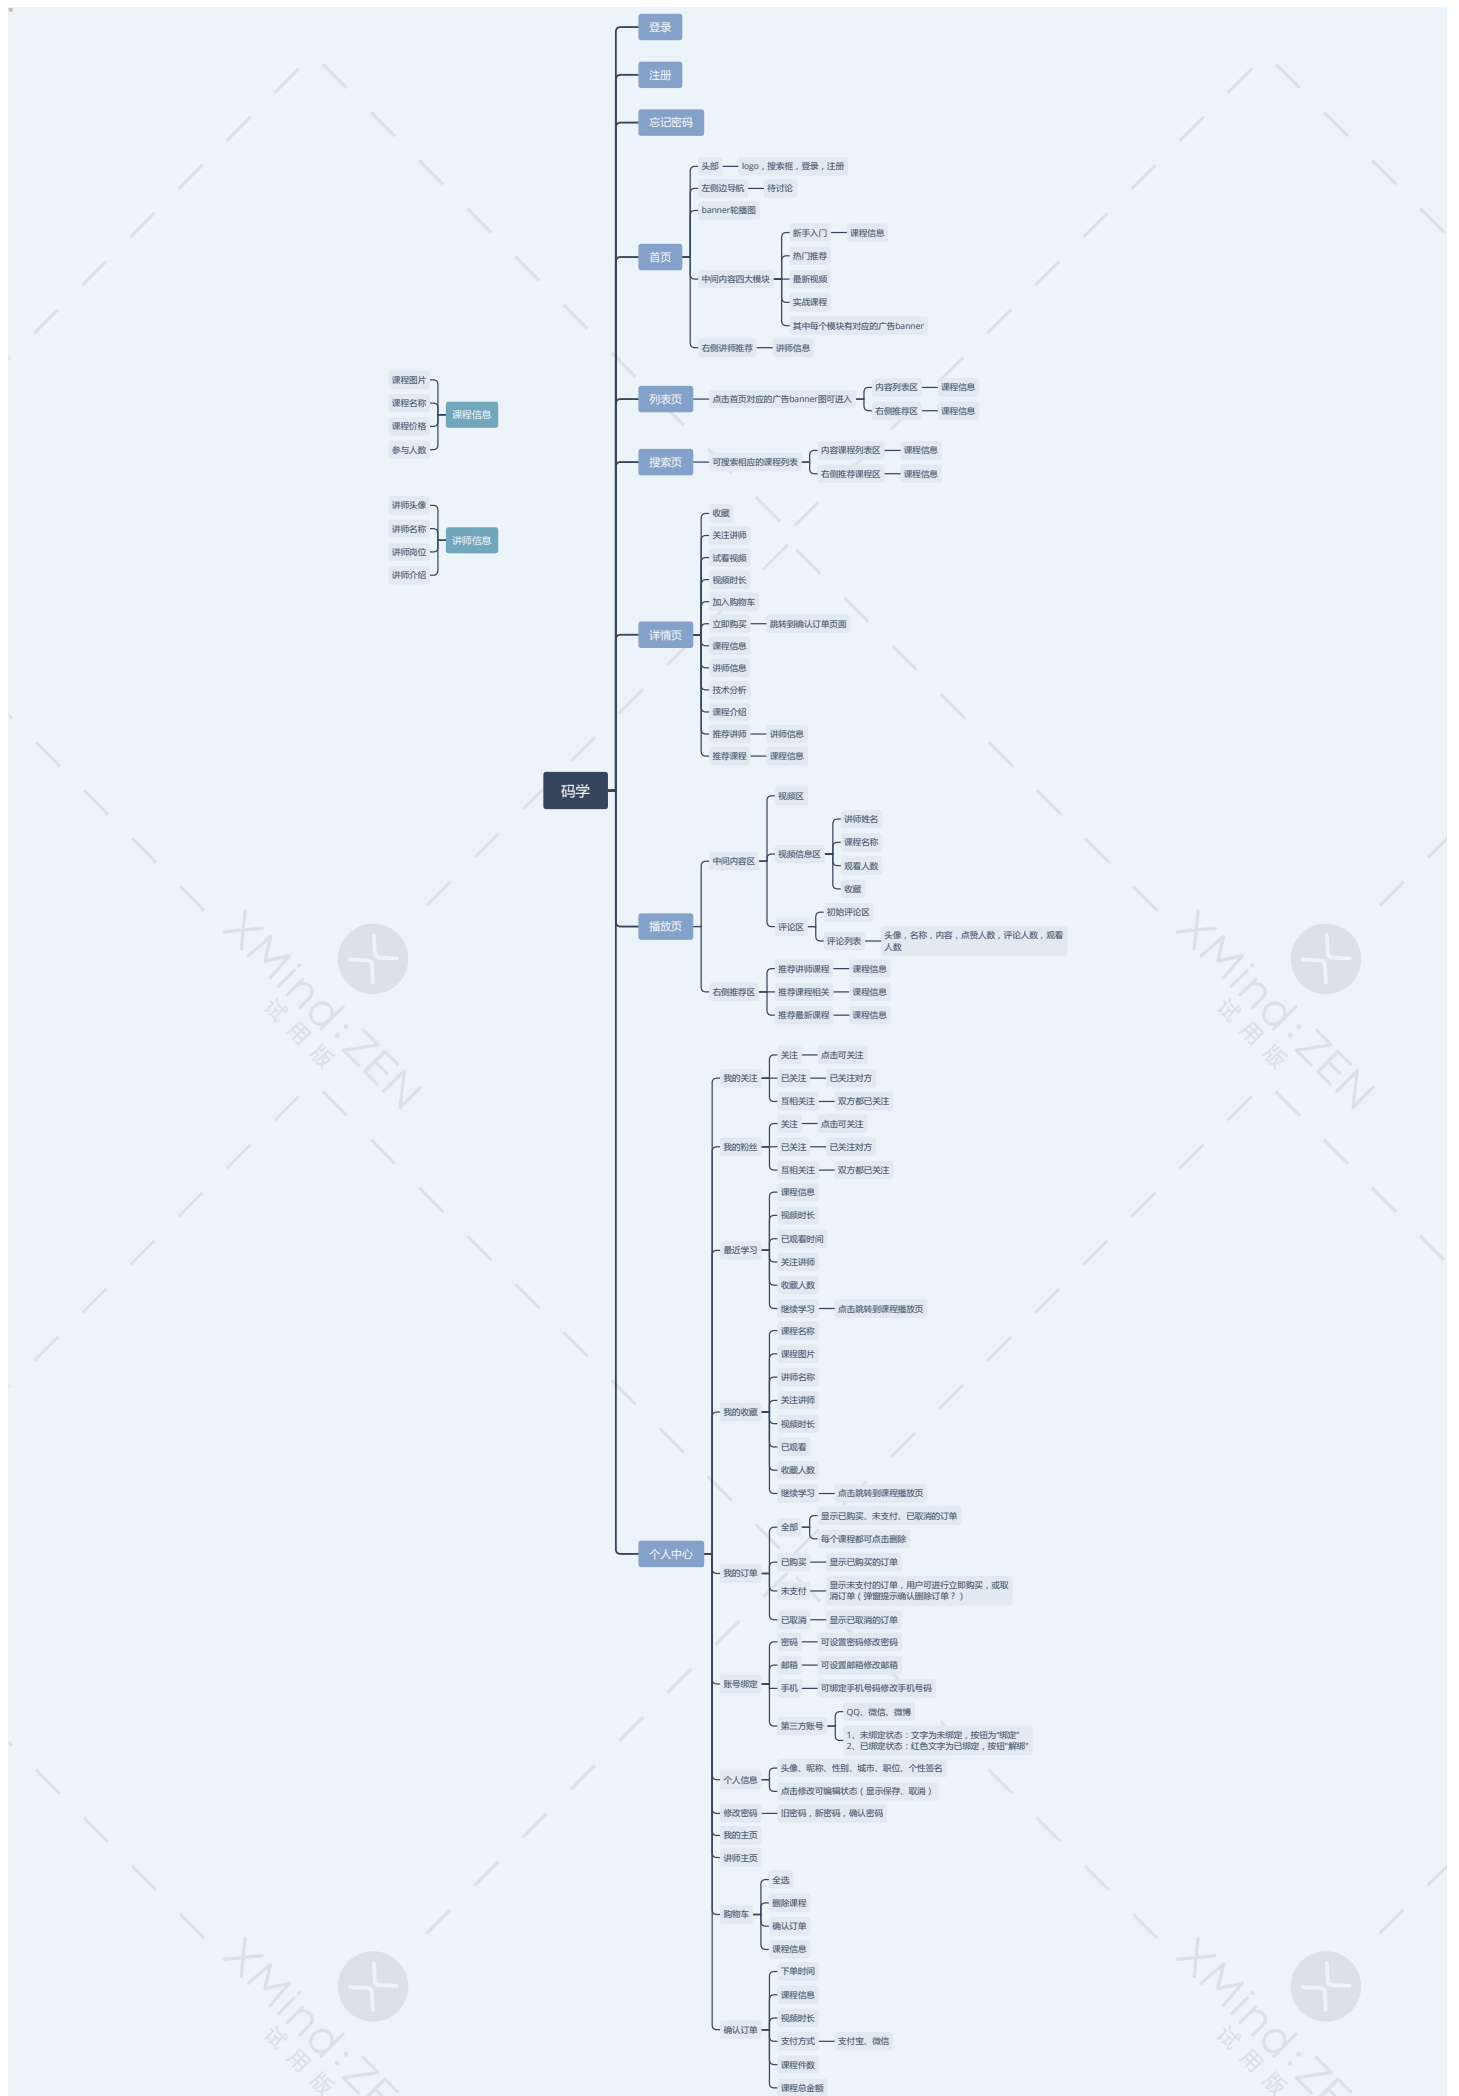 登录
注册
忘记密码
首页
头部
logo，搜索框，登录，注册
左侧边导航
待讨论
banner轮播图
中间内容四大模块
新手入门
课程信息
热门推荐
最新视频
实战课程
其中每个模块有对应的广告banner
右侧讲师推荐
讲师信息
课程信息
课程图片
课程名称
课程价格
参与人数
讲师信息
讲师头像
讲师名称
讲师岗位
讲师介绍
列表页
点击首页对应的广告banner图可进入
内容列表区
课程信息
右侧推荐区
课程信息
搜索页
可搜索相应的课程列表
内容课程列表区
课程信息
右侧推荐课程区
课程信息
详情页
收藏
关注讲师
试看视频
视频时长
加入购物车
立即购买
跳转到确认订单页面
课程信息
讲师信息
技术分析
课程介绍
推荐讲师
讲师信息
推荐课程
课程信息
码学
播放页
中间内容区
视频区
视频信息区
讲师姓名
课程名称
观看人数
收藏
评论区
初始评论区
评论列表
头像，名称，内容，点赞人数，评论人数，观看
人数
右侧推荐区
推荐讲师课程
课程信息
推荐课程相关
课程信息
推荐最新课程
课程信息
个人中心
我的关注
关注
点击可关注
已关注
已关注对方
互相关注
双方都已关注
我的粉丝
关注
点击可关注
已关注
已关注对方
互相关注
双方都已关注
最近学习
课程信息
视频时长
已观看时间
关注讲师
收藏人数
继续学习
点击跳转到课程播放页
我的收藏
课程名称
课程图片
讲师名称
关注讲师
视频时长
已观看
收藏人数
继续学习
点击跳转到课程播放页
我的订单
全部
显示已购买、未支付、已取消的订单
每个课程都可点击删除
已购买
显示已购买的订单
未支付
显示未支付的订单，用户可进行立即购买，或取
消订单（弹窗提示确认删除订单？）
已取消
显示已取消的订单
账号绑定
密码
可设置密码修改密码
邮箱
可设置邮箱修改邮箱
手机
可绑定手机号码修改手机号码
第三方账号
QQ、微信、微博
1、未绑定状态：文字为未绑定，按钮为“绑定”
2、已绑定状态：红色文字为已绑定，按钮“解绑”
个人信息
头像、昵称、性别、城市、职位、个性签名
点击修改可编辑状态（显示保存、取消）
修改密码
旧密码，新密码，确认密码
我的主页
讲师主页
购物车
全选
删除课程
确认订单
课程信息
确认订单
下单时间
课程信息
视频时长
支付方式
支付宝、微信
课程件数
课程总金额
XMind:ZEN
试用版
XMind:ZEN
试用版
XMind:ZEN
试用版
XMind:ZEN
试用版